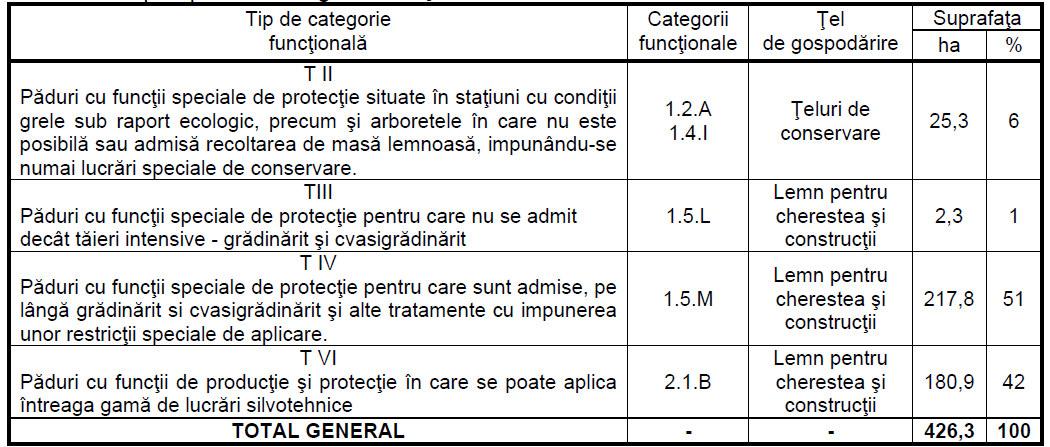 Tip de categorie
funcţională
Categorii
funcţionale
Ţel
de gospodărire
Suprafaţa
ha
%
T II
Păduri cu funcţii speciale de protecţie situate în staţiuni cu condiţii
grele sub raport ecologic, precum şi arboretele în care nu este
posibilă sau admisă recoltarea de masă lemnoasă, impunându-se
numai lucrări speciale de conservare.
1.2.A
1.4.I
Ţeluri de
conservare
25,3
6
TIII
Păduri cu funcţii speciale de protecţie pentru care nu se admit
decât tăieri intensive - grădinărit şi cvasigrădinărit
1.5.L
Lemn pentru
cherestea şi
construcţii
2,3
1
T IV
Păduri cu funcţii speciale de protecţie pentru care sunt admise, pe
lângă grădinărit si cvasigrădinărit şi alte tratamente cu impunerea
unor restricţii speciale de aplicare.
1.5.M
Lemn pentru
cherestea şi
construcţii
217,8
51
T VI
Păduri cu funcţii de producţie şi protecţie în care se poate aplica
întreaga gamă de lucrări silvotehnice
2.1.B
Lemn pentru
cherestea şi
construcţii
180,9
42
TOTAL GENERAL
-
-
426,3
100